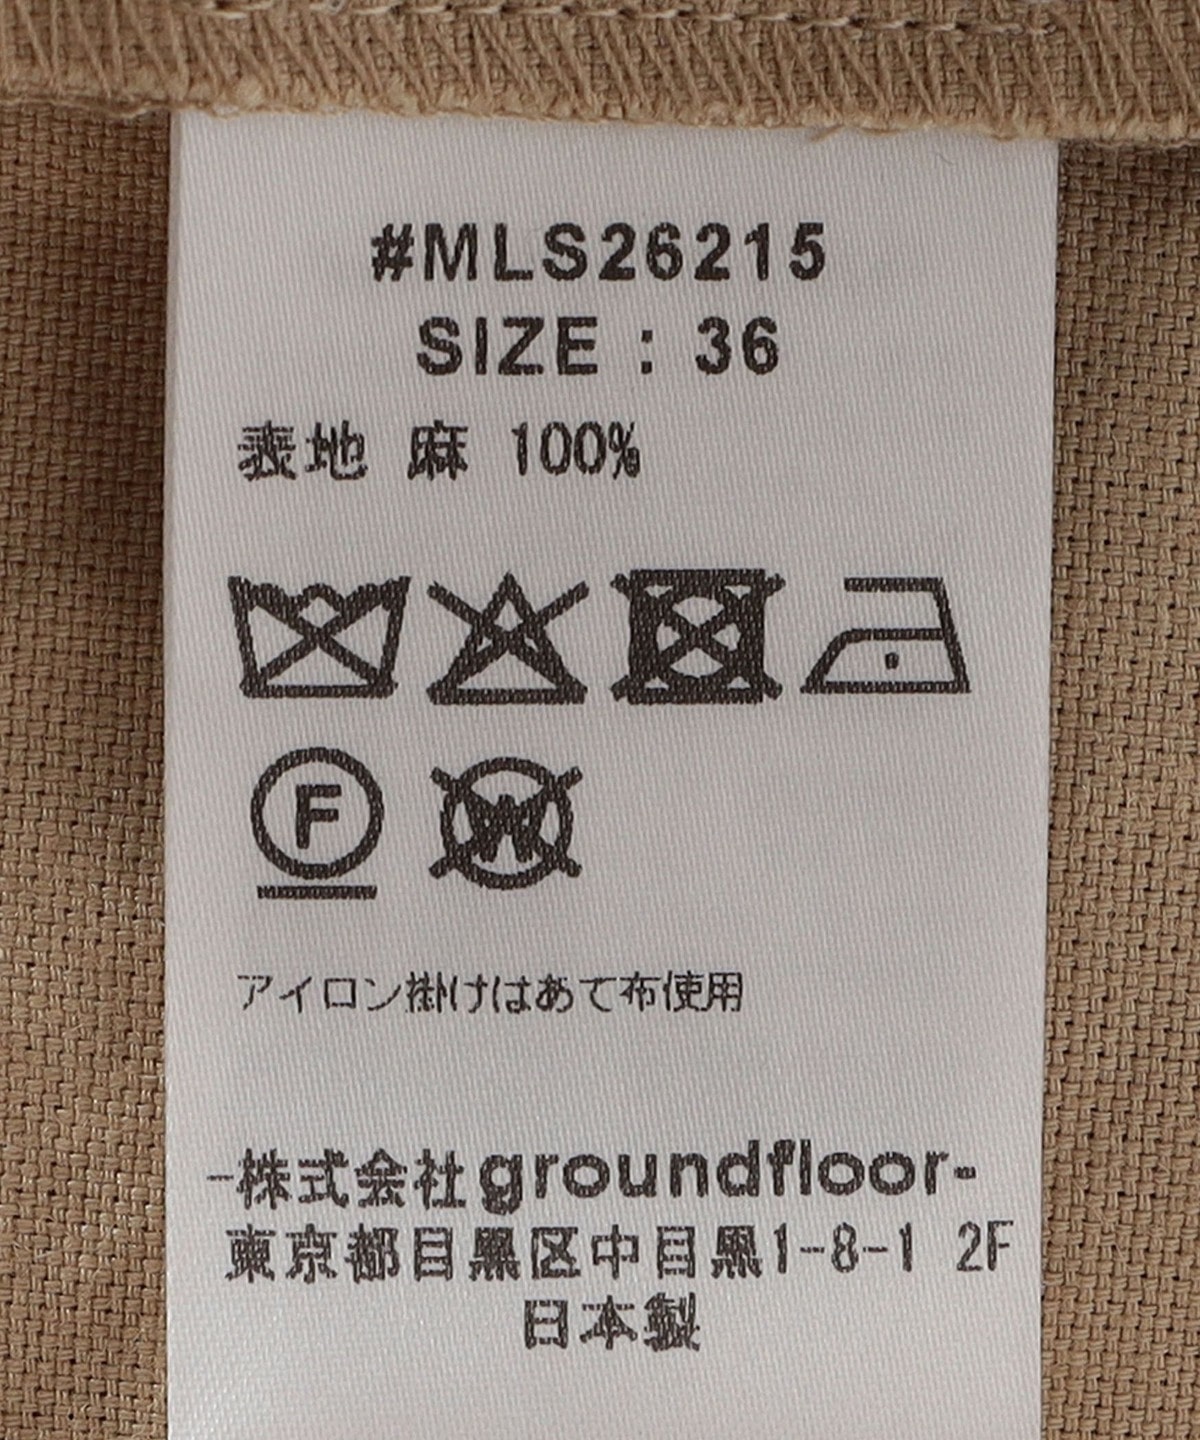 #MLS26215
SIZE : 36
表地 麻 100%
F
W
アイロン掛けはあて布使用
-株式会社groundfloor-
東京都目黒区中目黒1-8-1 2F
日本製